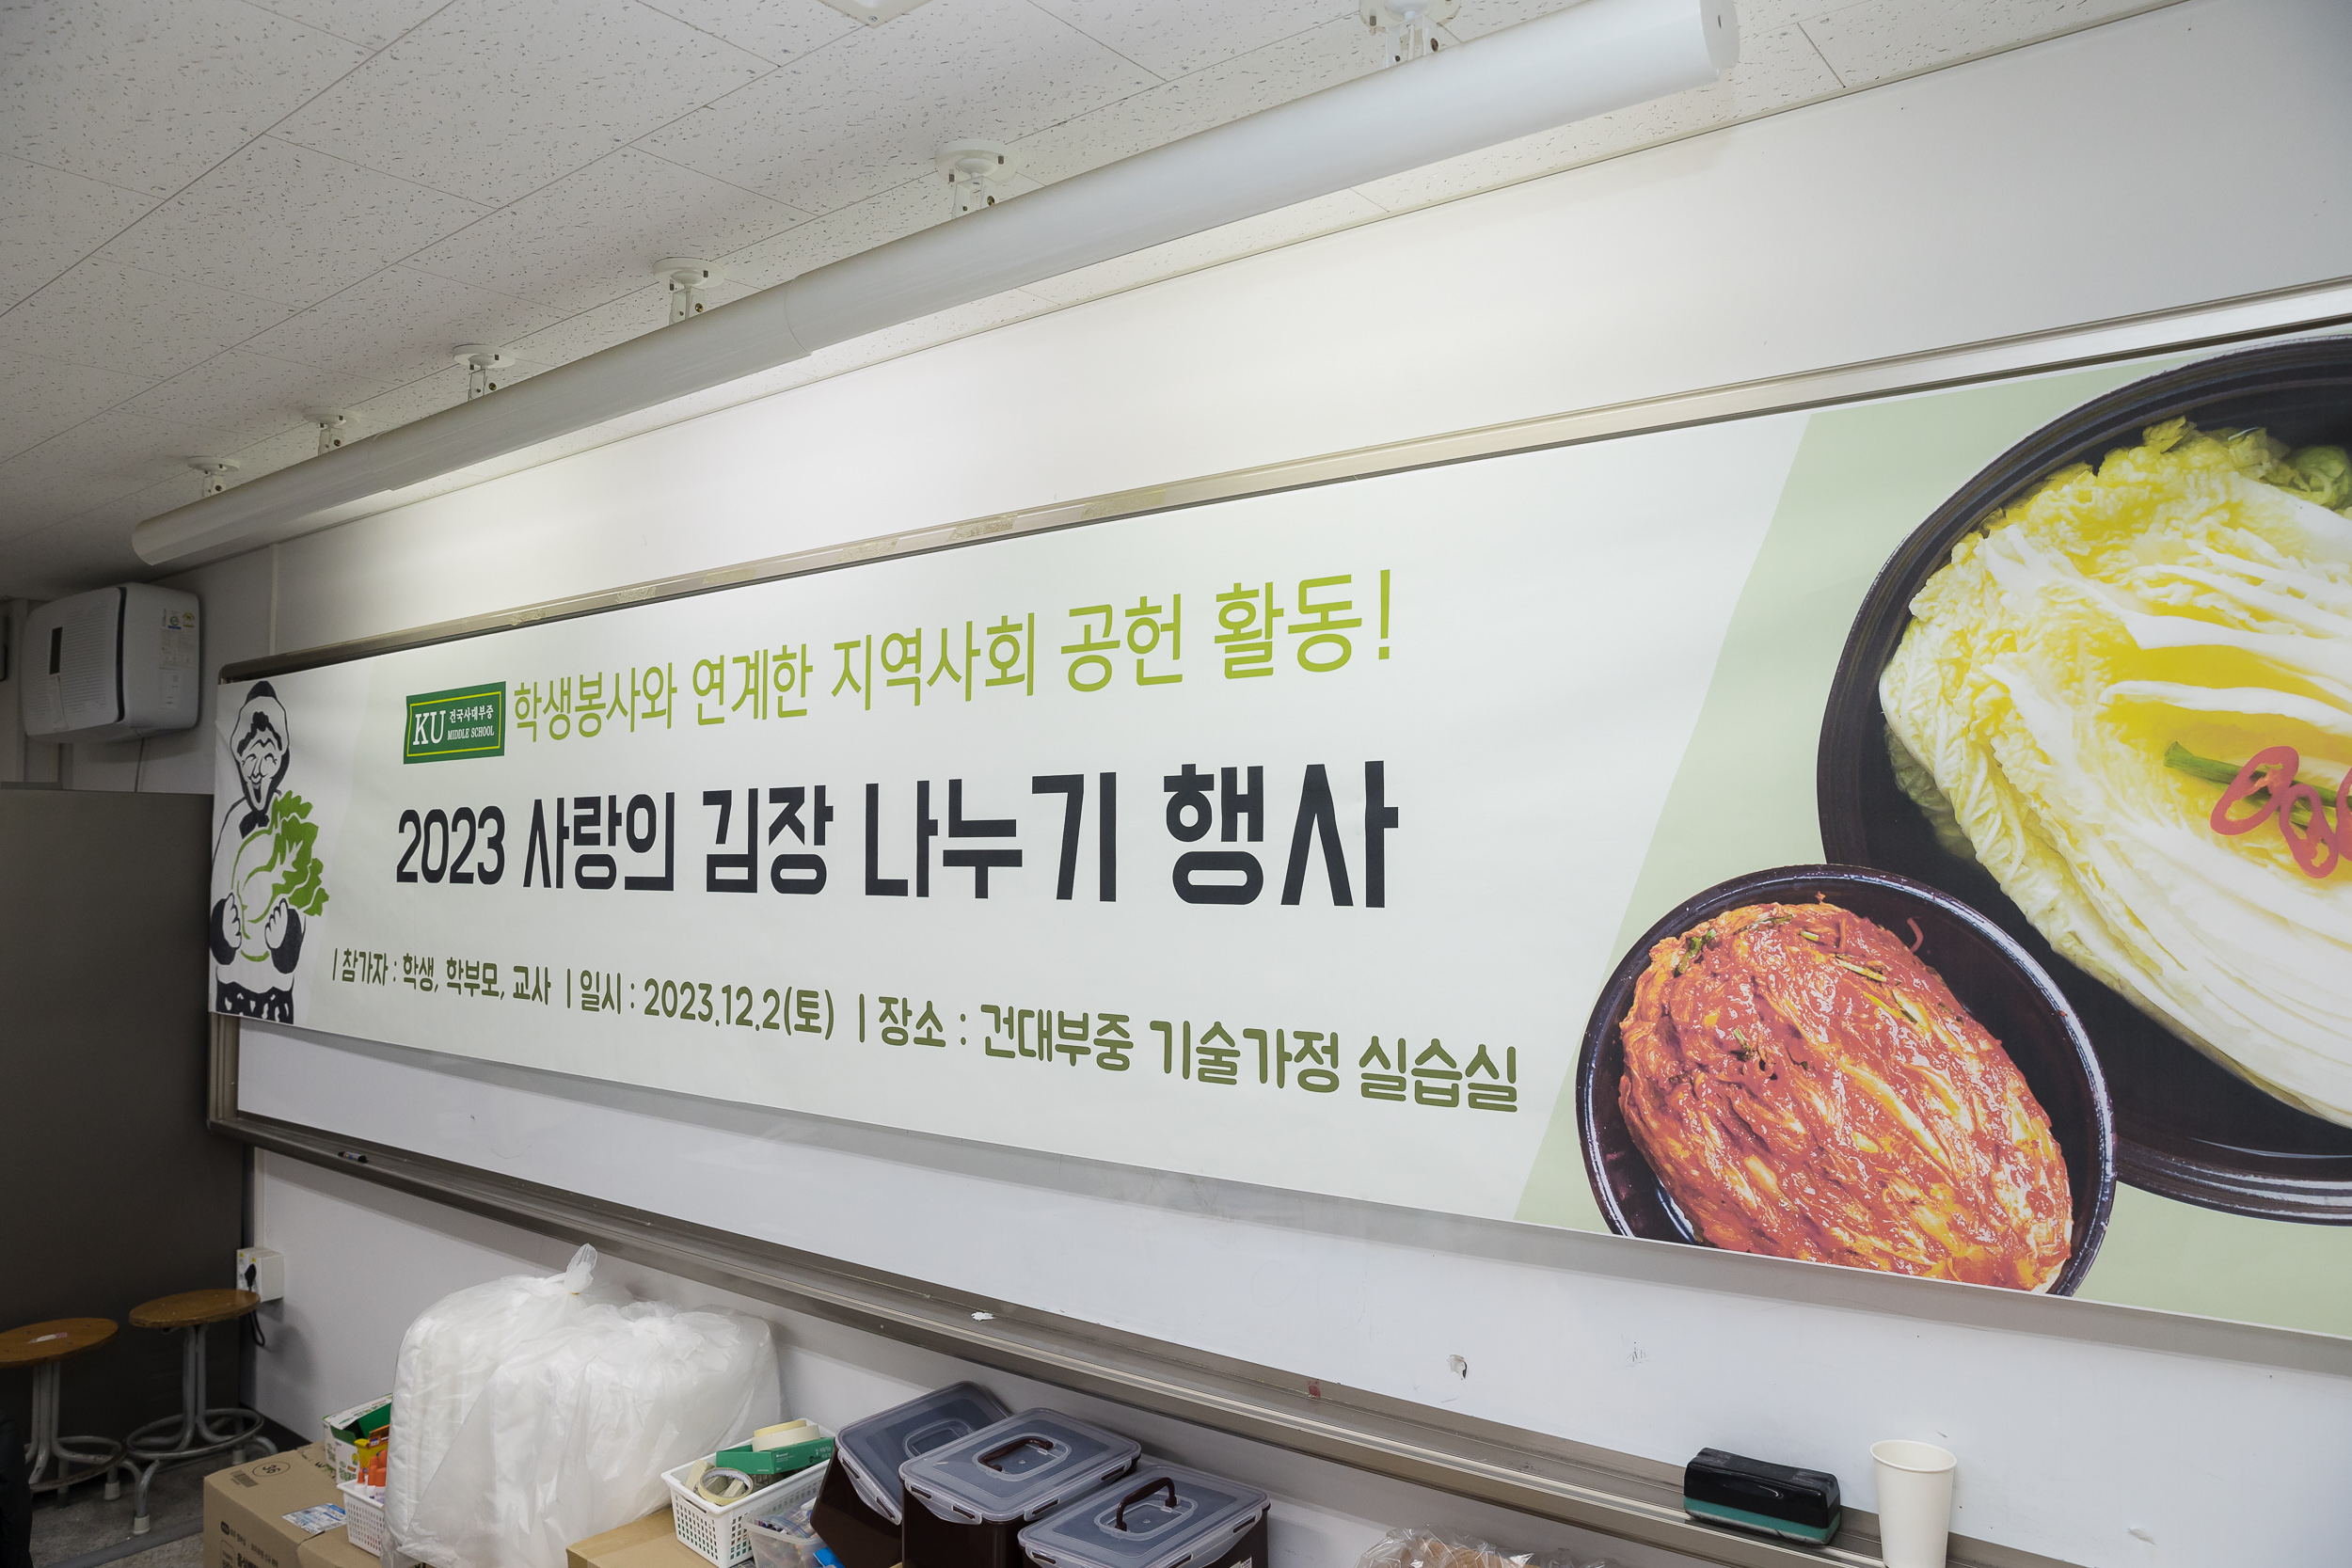 KU 건국사대부중
MIDDLE SCHOOL
학생봉사와 연계한 지역사회 공헌 활동!
2023 사랑의 김장 나누기 행사
| 참가자 : 학생, 학부모, 교사 | 일시 : 2023.12.2(토) | 장소 : 건대부중 기술가정 실습실